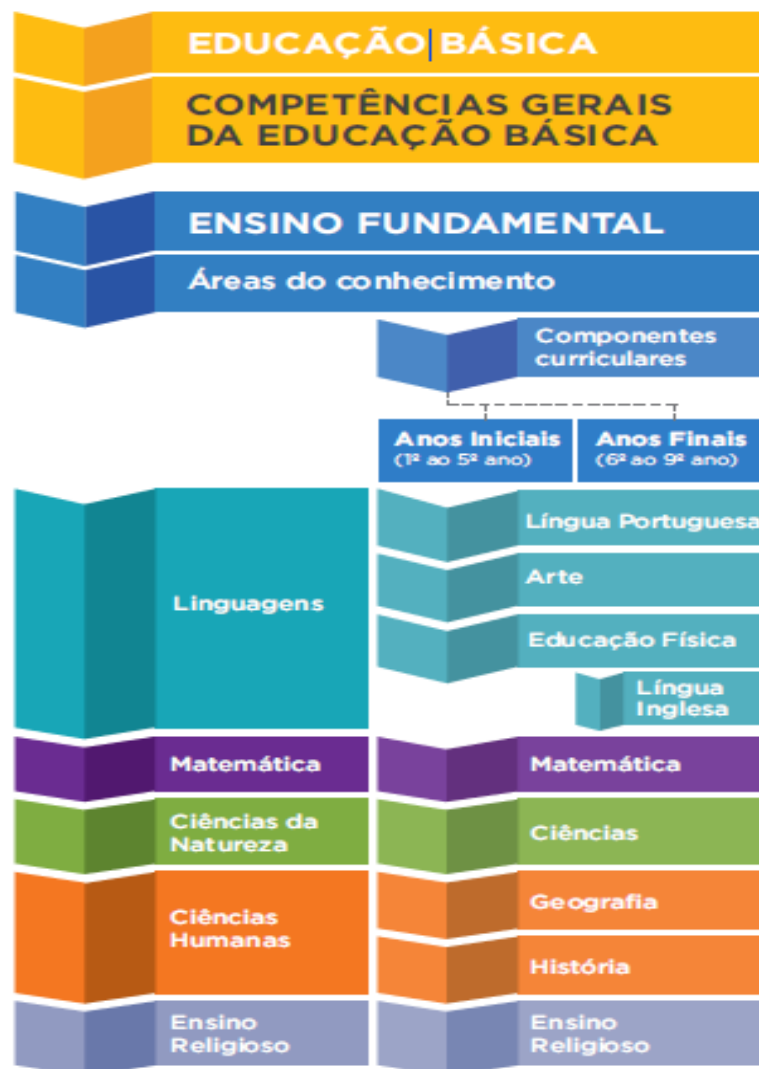 EDUCAÇÃO BÁSICA
COMPETÊNCIAS GERAIS
DA EDUCAÇÃO BÁSICA
ENSINO FUNDAMENTAL
Áreas do conhecimento
Componentes
curriculares
Anos Iniciais
(1º ao 5º ano)
Anos Finais
(6º ao 9º ano)
Linguagens
Língua Portuguesa
Arte
Educação Física
Língua
Inglesa
Matemática
Matemática
Ciências da
Natureza
Ciências
Ciências
Humanas
Geografia
História
Ensino
Religioso
Ensino
Religioso